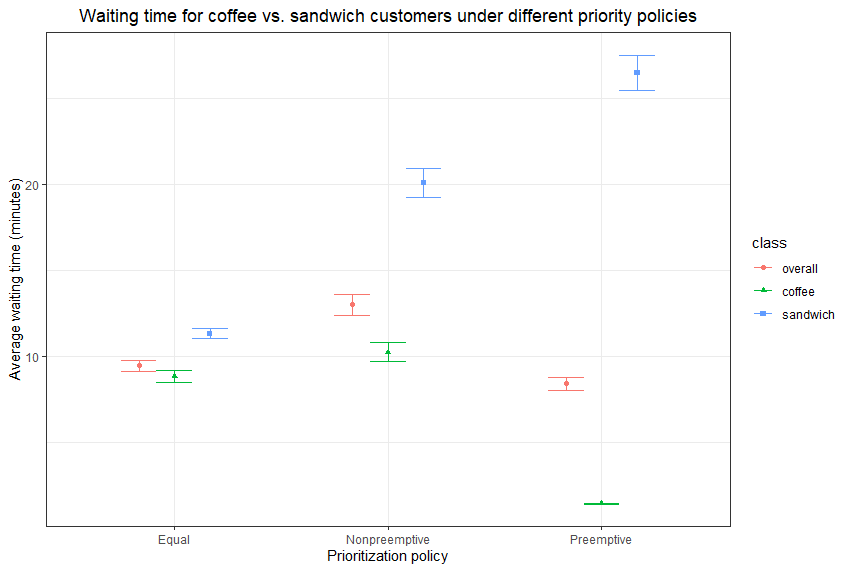 Waiting time for coffee vs. sandwich customers under different priority policies
Average waiting time (minutes)
20
10
Equal
Nonpreemptive
Preemptive
Prioritization policy
class
overall
coffee
sandwich